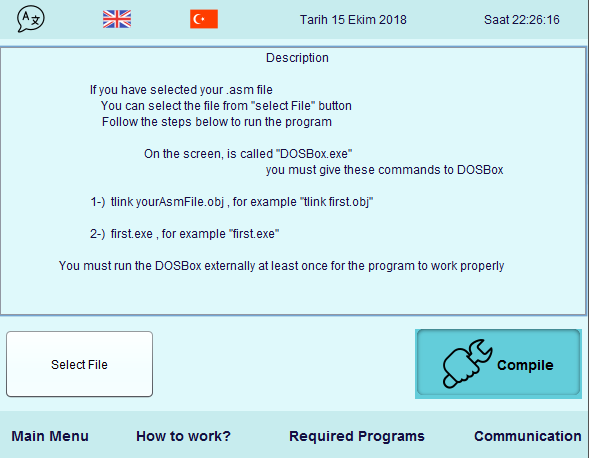 A 文
Tarih 15 Ekim 2018
Saat 22:26:16
Description
If you have selected your .asm file
You can select the file from "select File" button
Follow the steps below to run the program
On the screen, is called "DOSBox.exe"
you must give these commands to DOSBox
1-) tlink yourAsmFile.obj , for example "tlink first.obj"
2-) first.exe , for example "first.exe"
You must run the DOSBox externally at least once for the program to work properly
Select File
Compile
Main Menu
How to work?
Required Programs
Communication